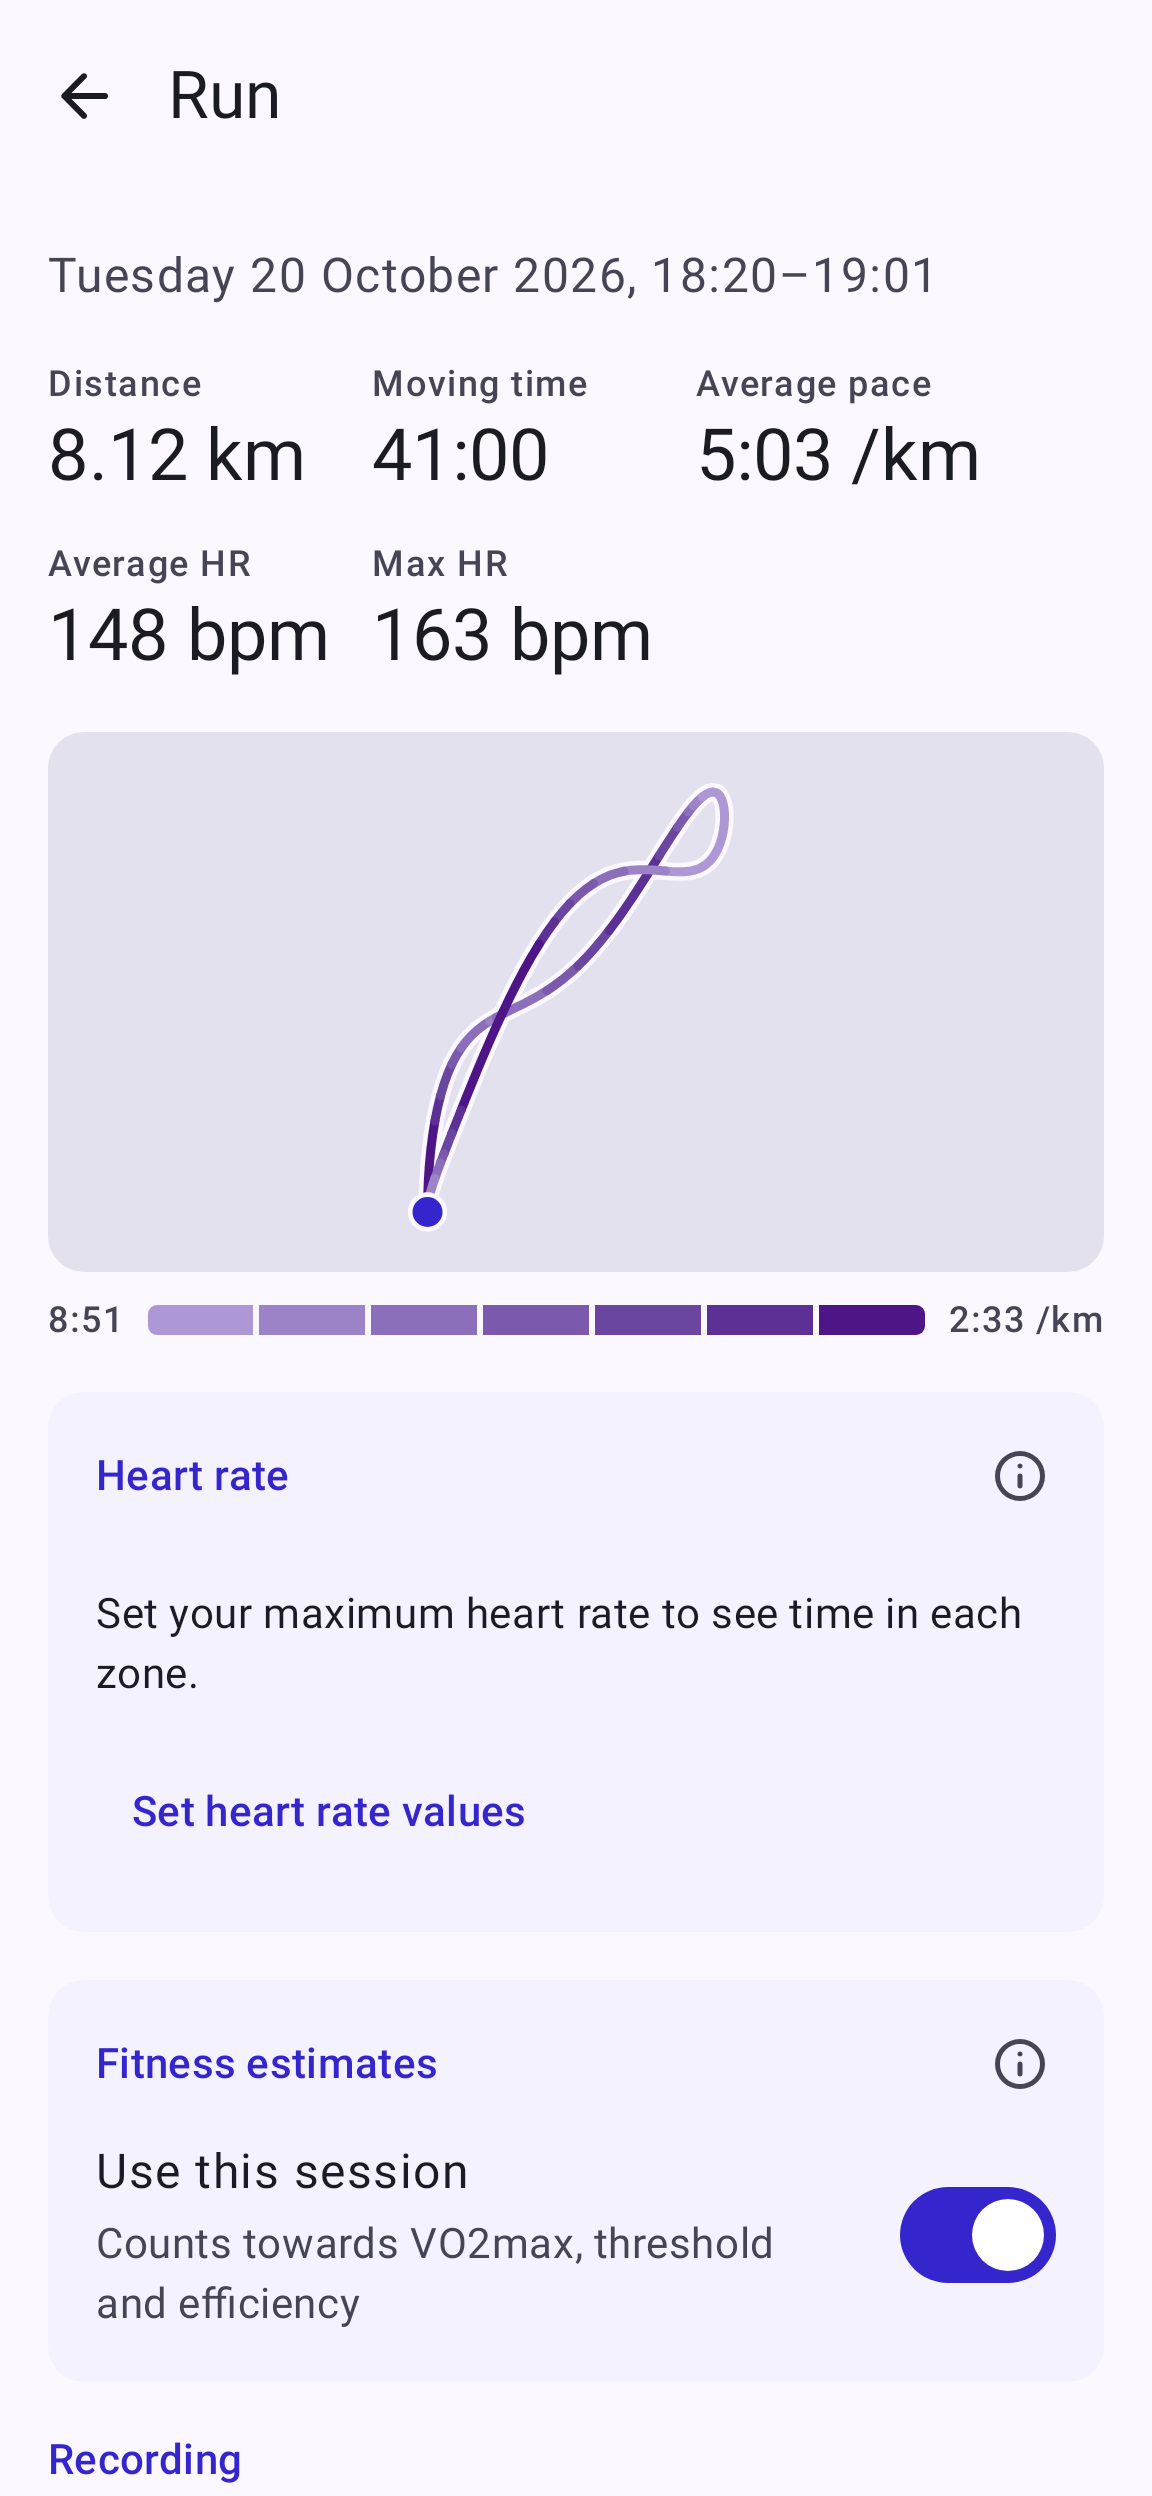 Run
Tuesday 20 October 2026, 18:20–19:01
Distance
Moving time
Average pace
8.12 km
41:00
5:03 /km
Average HR
Max HR
148 bpm
163 bpm
8:51
2:33 /km
Heart rate
Set your maximum heart rate to see time in each
zone.
Set heart rate values
Fitness estimates
Use this session
Counts towards VO2max, threshold
and efficiency
Recording